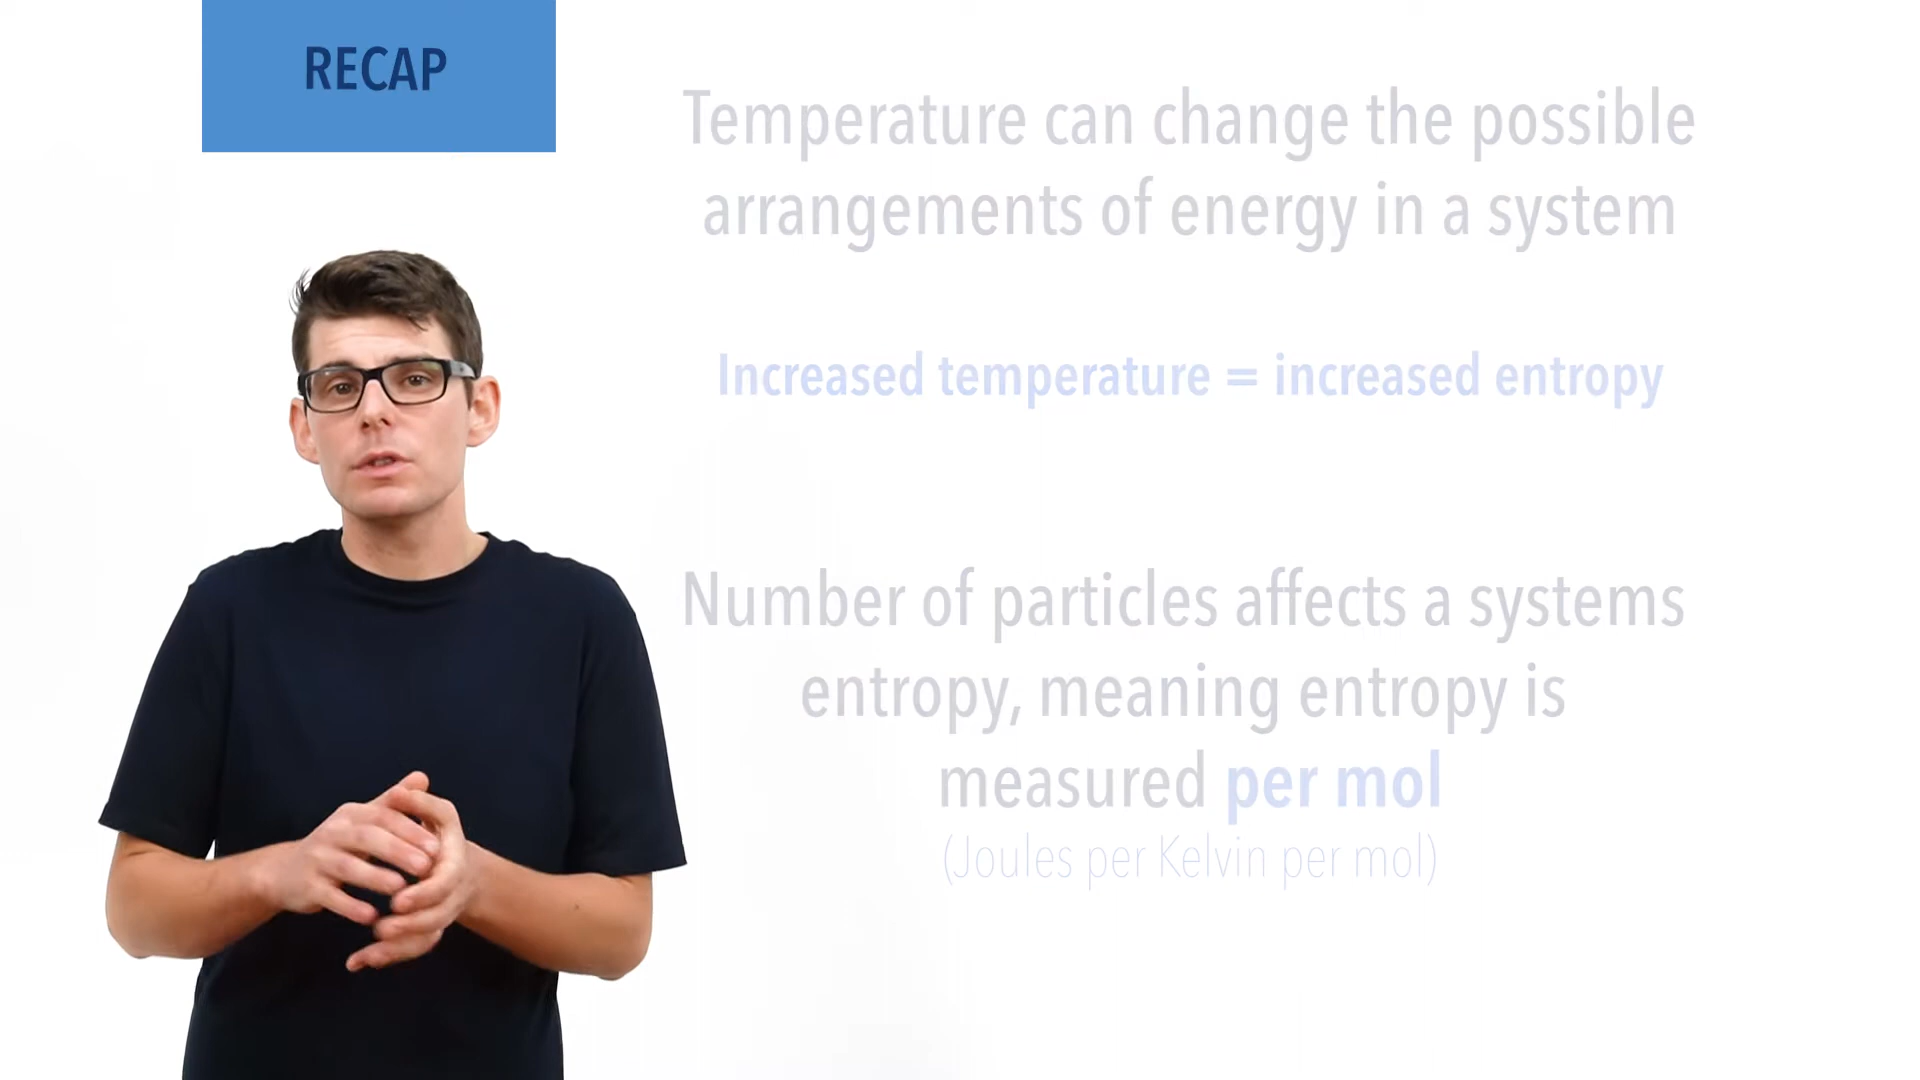 RECAP
Temperature can change the possible
arrangements of energy in a system
Increased temperature = increased entropy
Number of particles affects a systems
entropy, meaning entropy is
measured per mol
(Joules per Kelvin per mol)